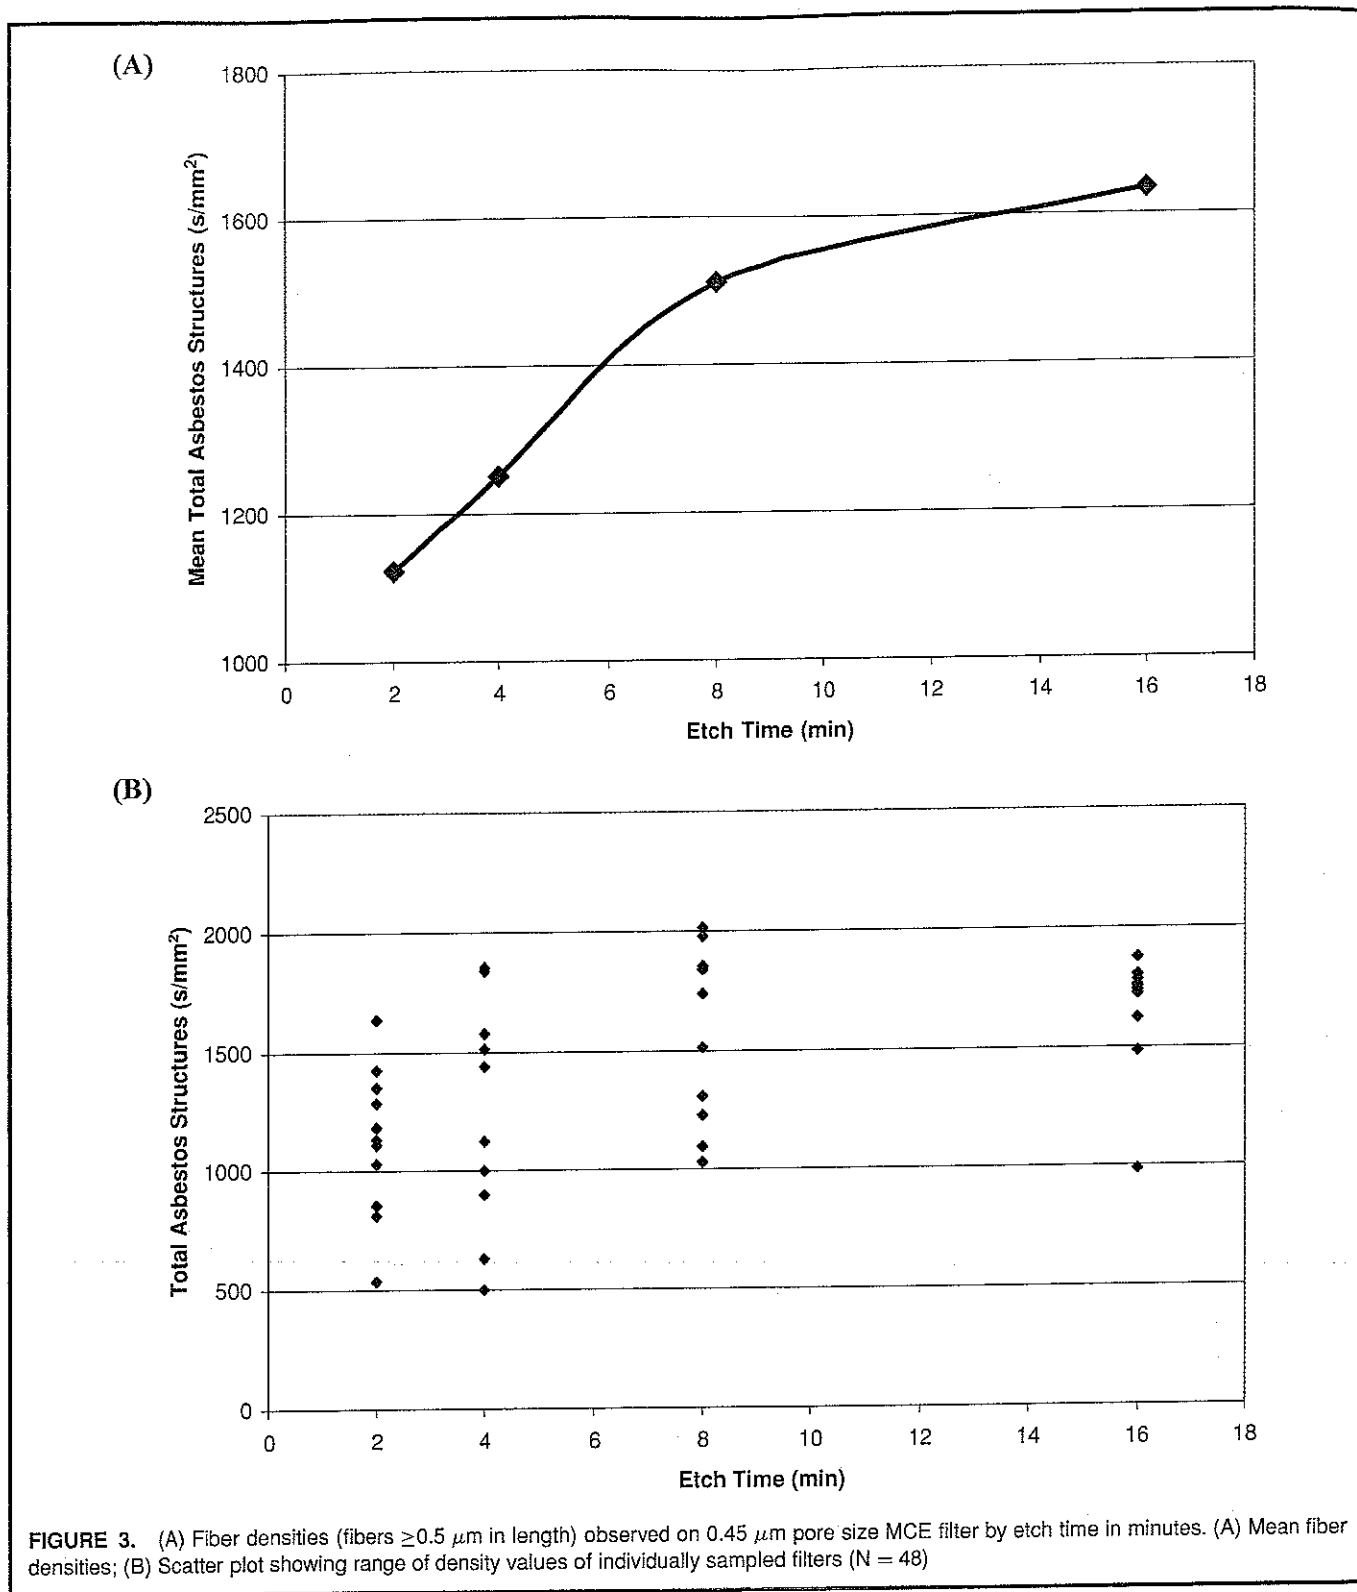 (A)
Mean Total Asbestos Structures (s/mm²)
1800
1600
1400
1200
1000
0 2 4 6 8 10 12 14 16 18
Etch Time (min)
(B)
Total Asbestos Structures (s/mm²)
2500
2000
1500
1000
500
0
0 2 4 6 8 10 12 14 16 18
Etch Time (min)
FIGURE 3. (A) Fiber densities (fibers ≥0.5 μm in length) observed on 0.45 μm pore size MCE filter by etch time in minutes. (A) Mean fiber
densities; (B) Scatter plot showing range of density values of individually sampled filters (N = 48)